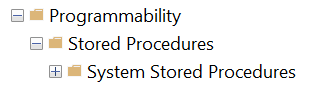 Programmability
Stored Procedures
System Stored Procedures